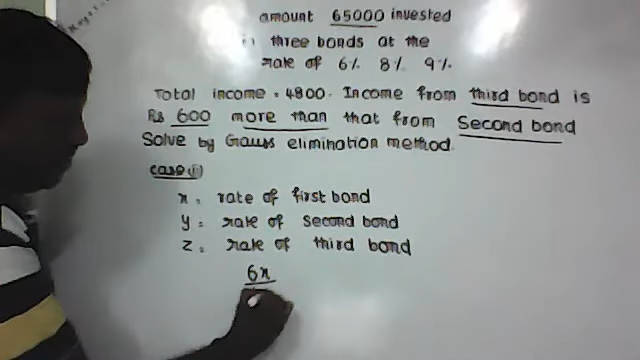 amount 65000 invested
in three bonds at the
rate of 6% 8% 9%.
Total income = 4800. Income from third bond is
Rs 600 more than that from Second bond
Solve by Gauss elimination method.
case (i)
x = rate of first bond
y = rate of second bond
z = rate of third bond
6x